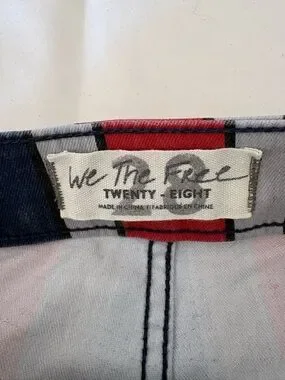 We The Free
28
TWENTY - EIGHT
MADE IN CHINA / FABRIQUÉ EN CHINE